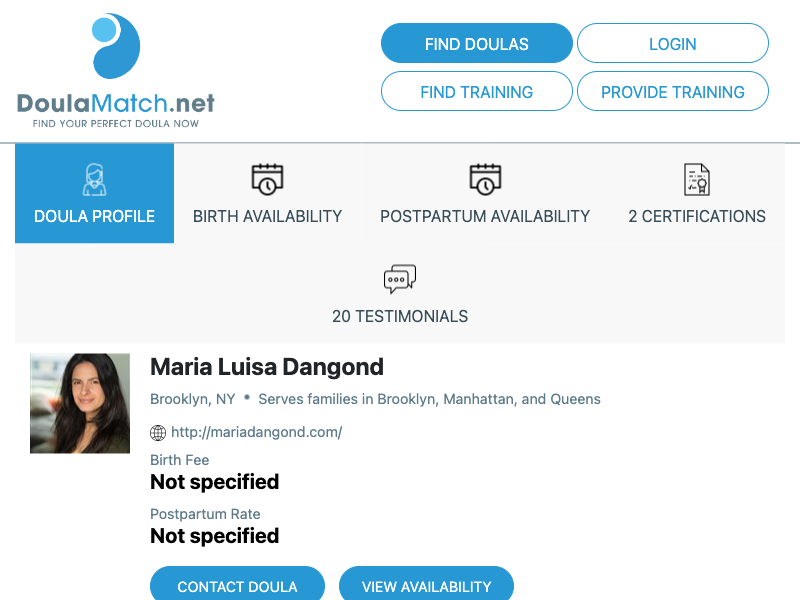 DoulaMatch.net
FIND YOUR PERFECT DOULA NOW
FIND DOULAS
LOGIN
FIND TRAINING
PROVIDE TRAINING
DOULA PROFILE
BIRTH AVAILABILITY
POSTPARTUM AVAILABILITY
2 CERTIFICATIONS
20 TESTIMONIALS
Maria Luisa Dangond
Brooklyn, NY • Serves families in Brooklyn, Manhattan, and Queens
http://mariadangond.com/
Birth Fee
Not specified
Postpartum Rate
Not specified
CONTACT DOULA
VIEW AVAILABILITY